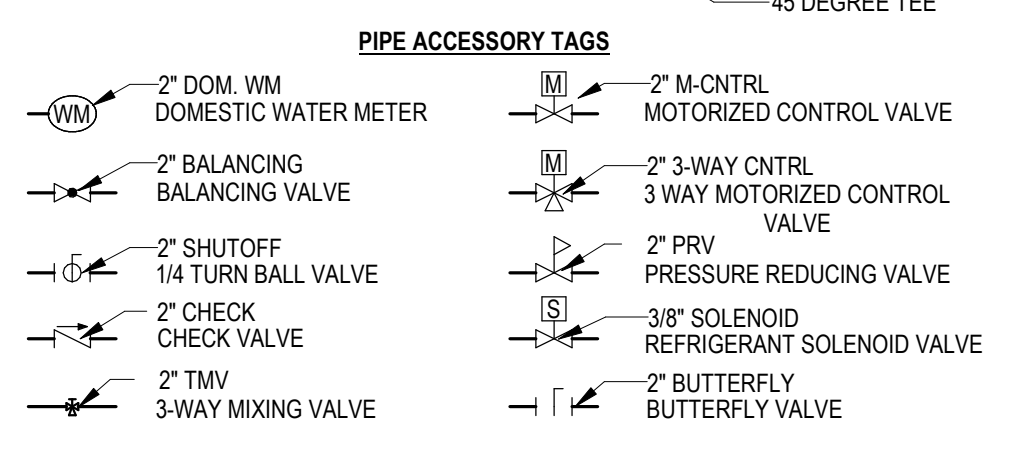 45 DEGREE TEE
PIPE ACCESSORY TAGS
WM
2" DOM. WM
DOMESTIC WATER METER
2" BALANCING
BALANCING VALVE
2" SHUTOFF
1/4 TURN BALL VALVE
2" CHECK
CHECK VALVE
2" TMV
3-WAY MIXING VALVE
M
2" M-CNTRL
MOTORIZED CONTROL VALVE
M
2" 3-WAY CNTRL
3 WAY MOTORIZED CONTROL
VALVE
2" PRV
PRESSURE REDUCING VALVE
S
3/8" SOLENOID
REFRIGERANT SOLENOID VALVE
2" BUTTERFLY
BUTTERFLY VALVE